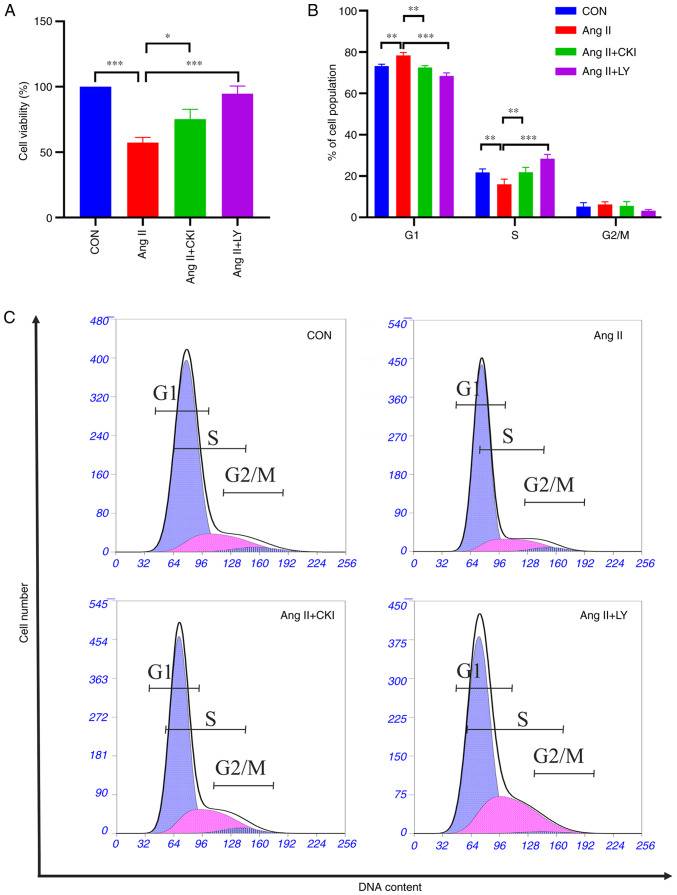 A
Cell viability (%)
150
100
50
0
***
*
***
CON
Ang II
Ang II+CKI
Ang II+LY
B
% of cell population
100
80
60
40
20
0
**
**
***
**
**
***
G1
S
G2/M
CON
Ang II
Ang II+CKI
Ang II+LY
C
Cell number
480
400
320
240
160
80
0
CON
G1
S
G2/M
0 32 64 96 128 160 192 224 256
540
450
360
270
180
90
0
Ang II
G1
S
G2/M
0 32 64 96 128 160 192 224 256
545
454
363
272
181
90
0
Ang II+CKI
G1
S
G2/M
0 32 64 96 128 160 192 224 256
450
375
300
225
150
75
0
Ang II+LY
G1
S
G2/M
0 32 64 96 128 160 192 224 256
DNA content